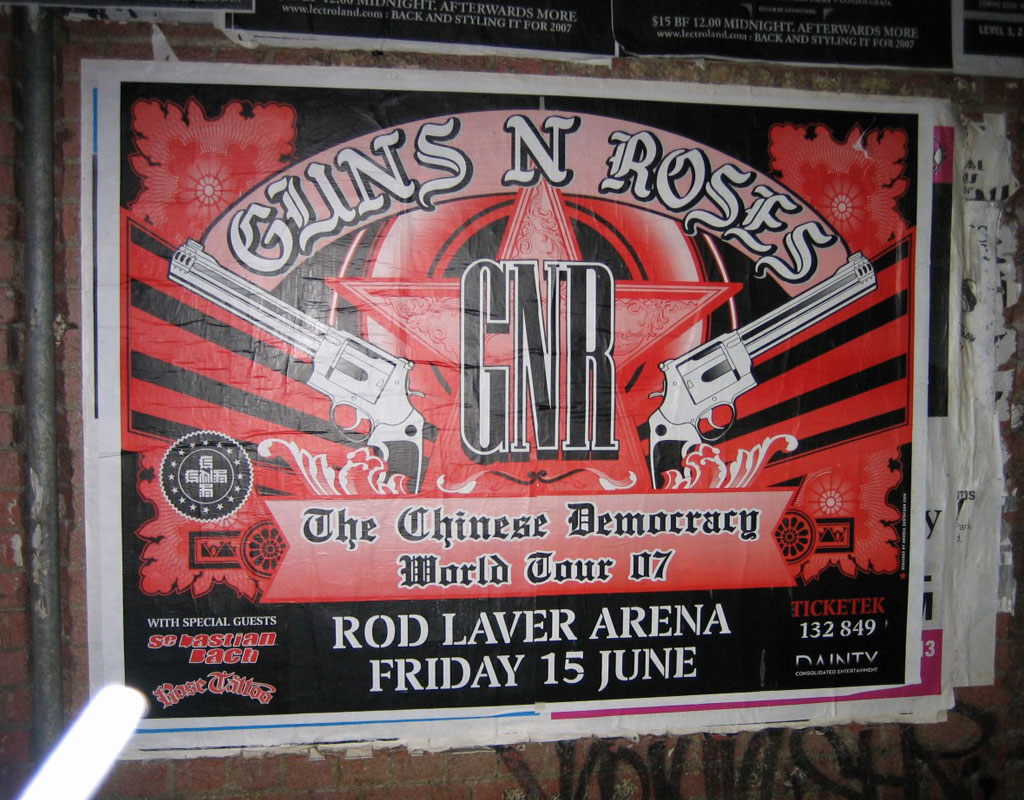 12.00 MIDNIGHT. AFTERWARDS MORE
www.lectroland.com : BACK AND STYLING IT FOR 2007
$15 BF 12.00 MIDNIGHT. AFTERWARDS MORE
www.lectroland.com : BACK AND STYLING IT FOR 2007
LEVEL 3, 2
GUNS N ROSES
GNR
The Chinese Democracy
World Tour 07
WITH SPECIAL GUESTS
sebastian
Bach
Rose Tattoo
ROD LAVER ARENA
FRIDAY 15 JUNE
TICKETEK
132 849
DAINTY
CONSOLIDATED ENTERTAINMENT